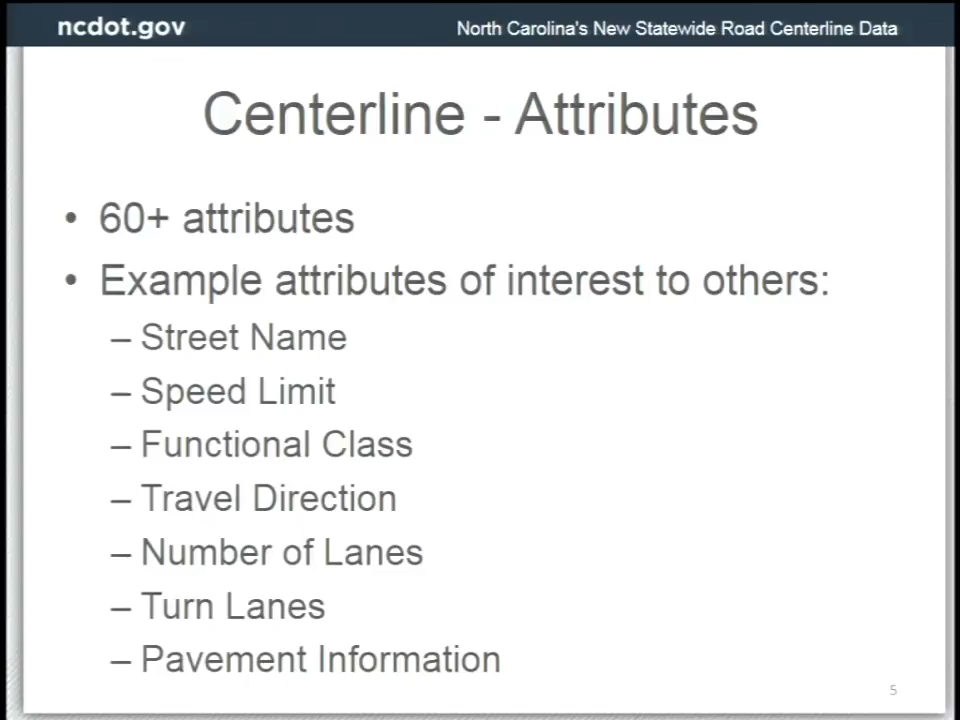 ncdot.gov
North Carolina's New Statewide Road Centerline Data
Centerline - Attributes
• 60+ attributes
• Example attributes of interest to others:
– Street Name
– Speed Limit
– Functional Class
– Travel Direction
– Number of Lanes
– Turn Lanes
– Pavement Information
5